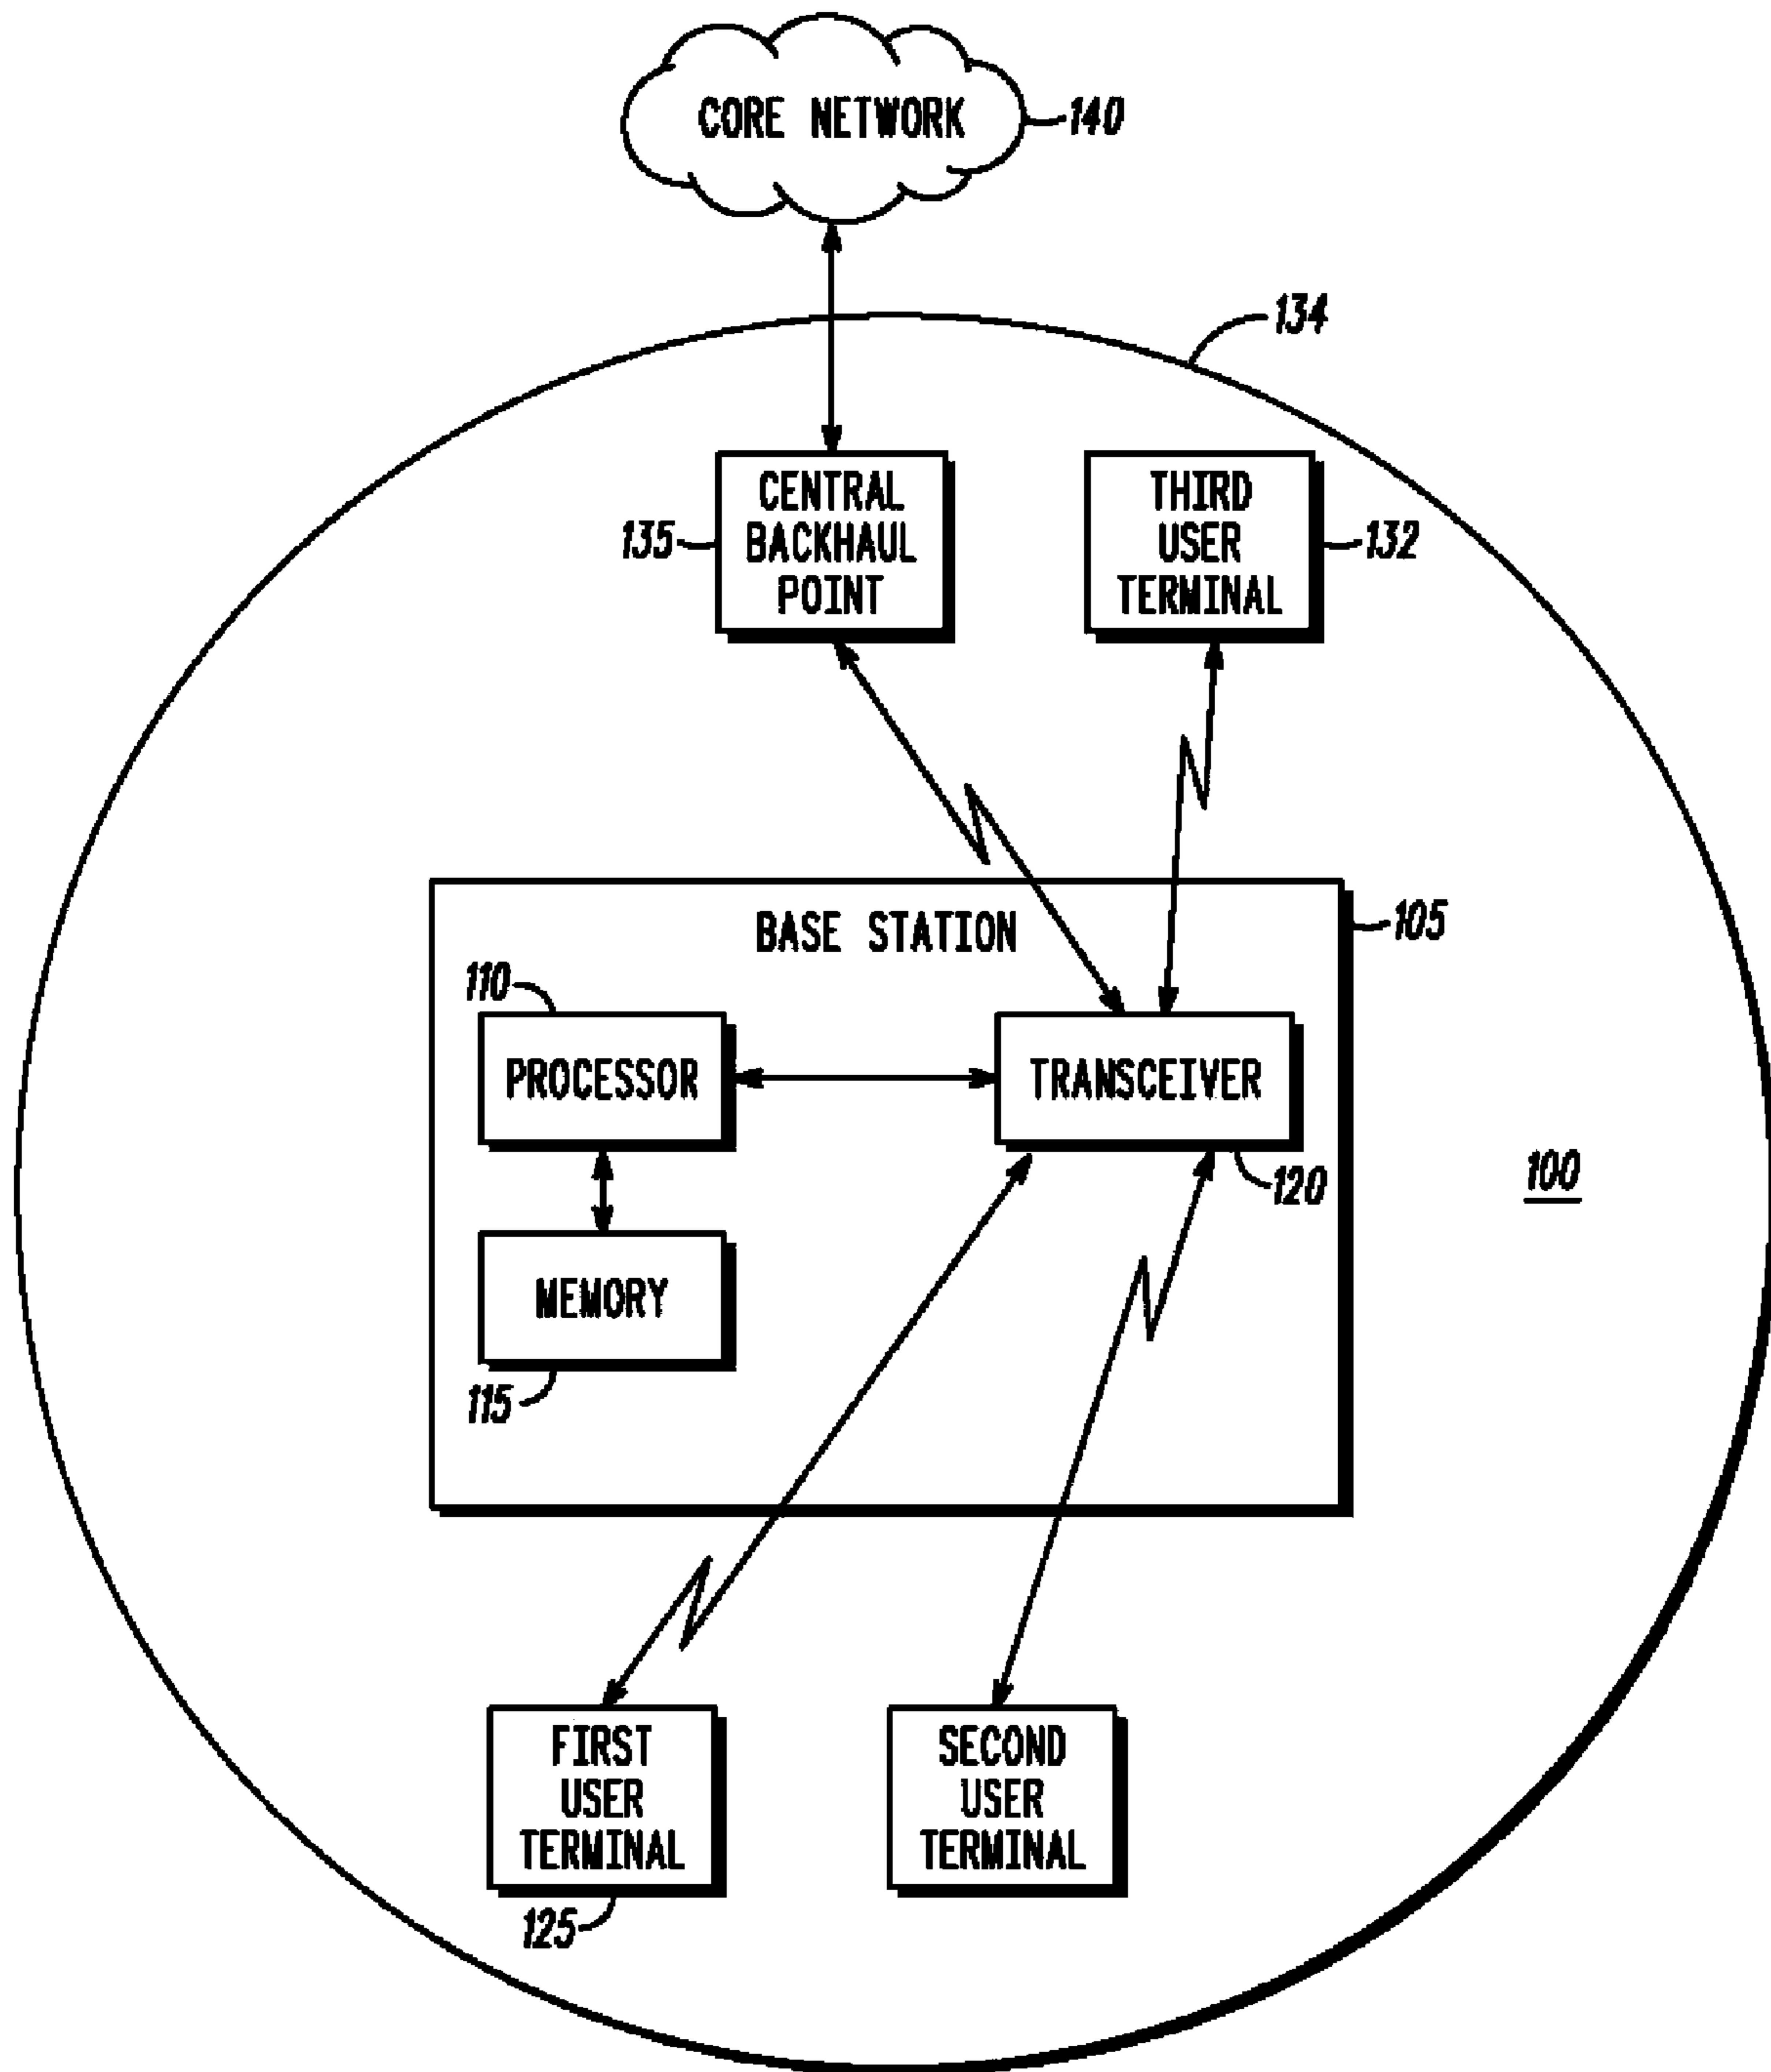 CORE NETWORK
140
134
CENTRAL
BACKHAUL
POINT
135
THIRD
USER
TERMINAL
132
BASE STATION
105
110
PROCESSOR
TRANSCEIVER
120
100
MEMORY
115
FIRST
USER
TERMINAL
125
SECOND
USER
TERMINAL